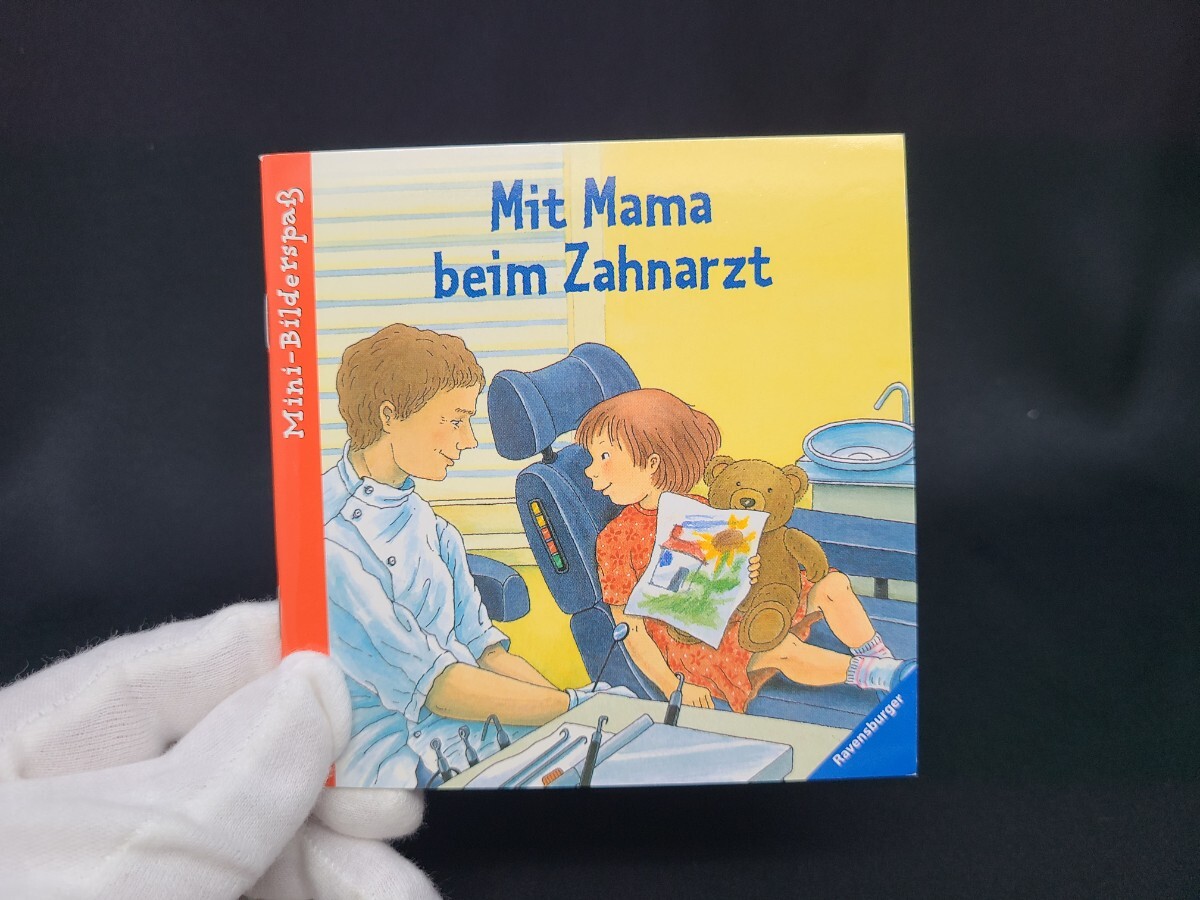 Mini-Bilderspaß
Mit Mama
beim Zahnarzt
Ravensburger